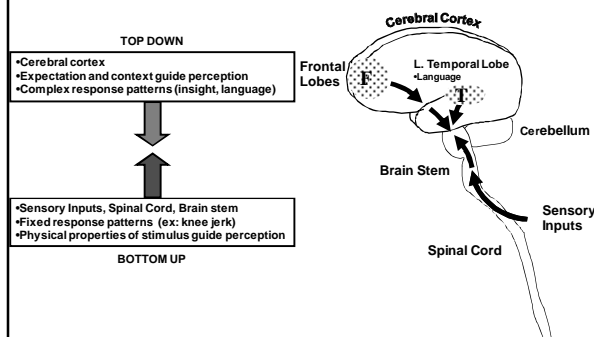 TOP DOWN
•Cerebral cortex
•Expectation and context guide perception
•Complex response patterns (insight, language)
•Sensory Inputs, Spinal Cord, Brain stem
•Fixed response patterns (ex: knee jerk)
•Physical properties of stimulus guide perception
BOTTOM UP
Cerebral Cortex
Frontal
Lobes
L. Temporal Lobe
•Language
F
T
Cerebellum
Brain Stem
Sensory
Inputs
Spinal Cord